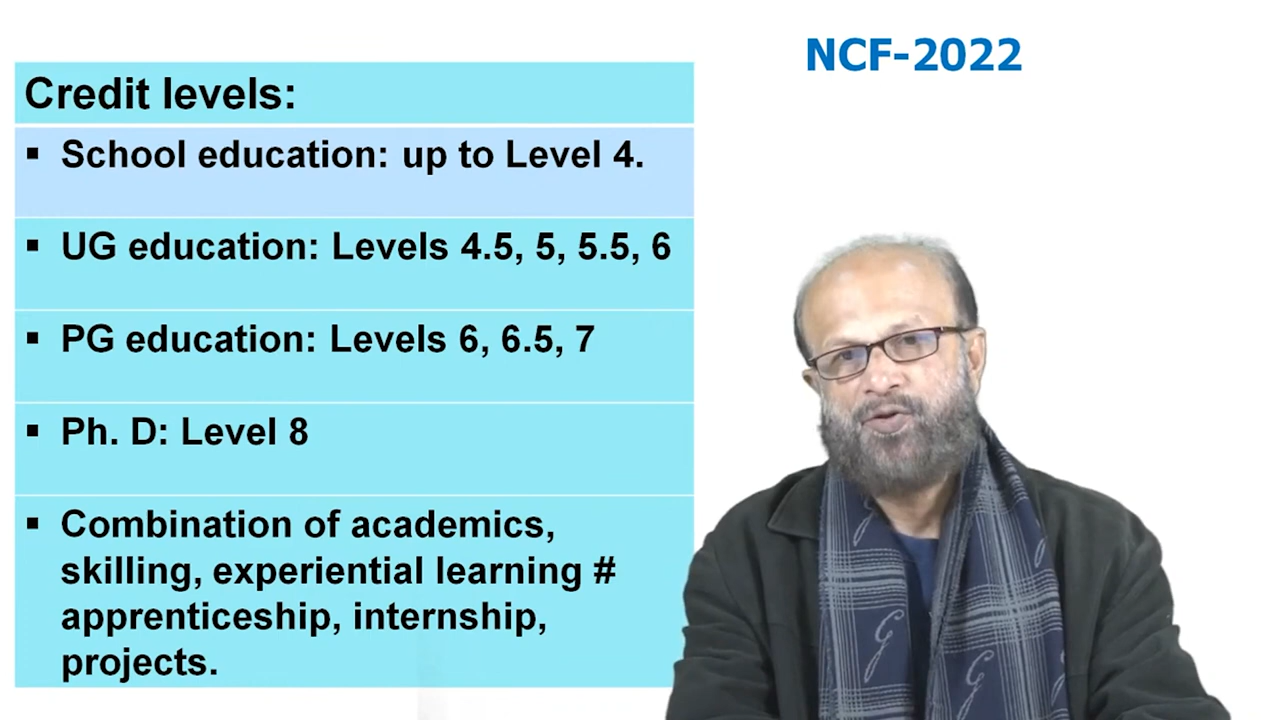 NCF-2022
Credit levels:
▪ School education: up to Level 4.
▪ UG education: Levels 4.5, 5, 5.5, 6
▪ PG education: Levels 6, 6.5, 7
▪ Ph. D: Level 8
▪ Combination of academics,
skilling, experiential learning #
apprenticeship, internship,
projects.